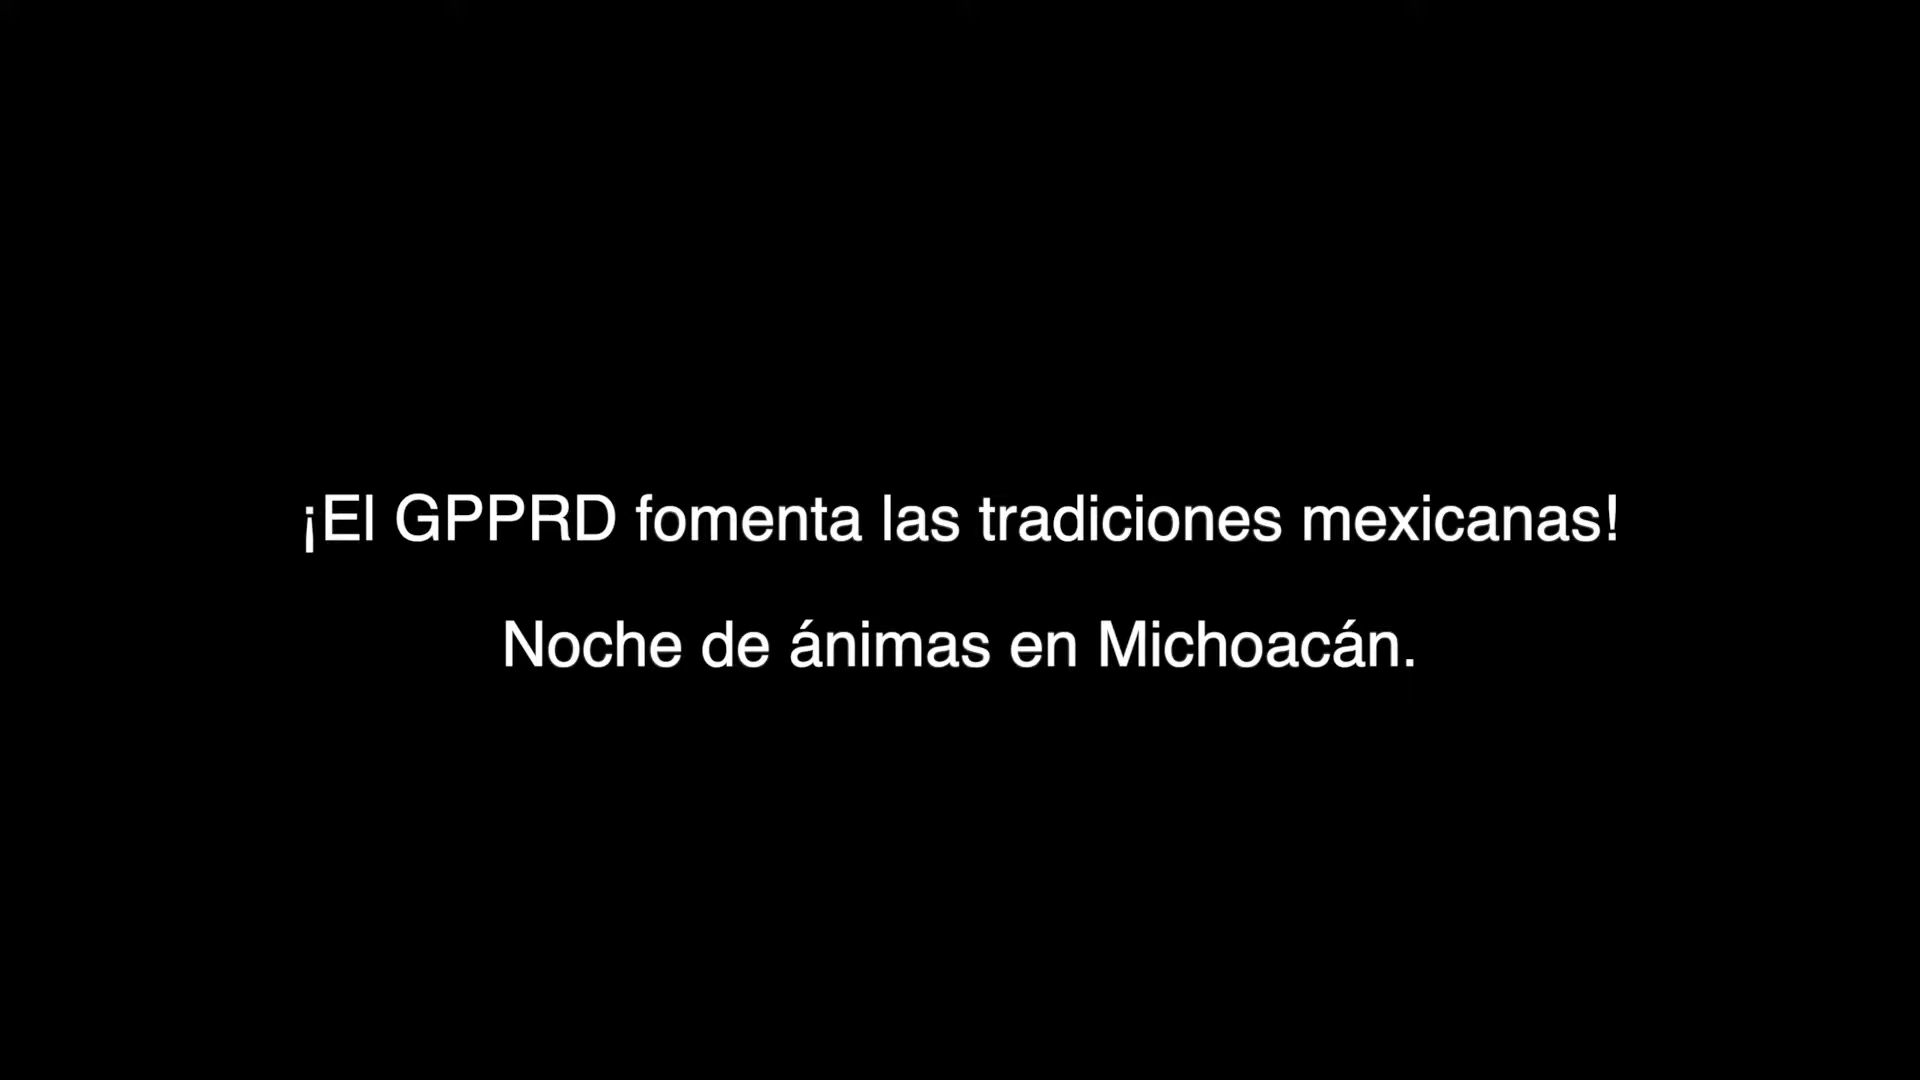 ¡El GPPRD fomenta las tradiciones mexicanas!
Noche de ánimas en Michoacán.